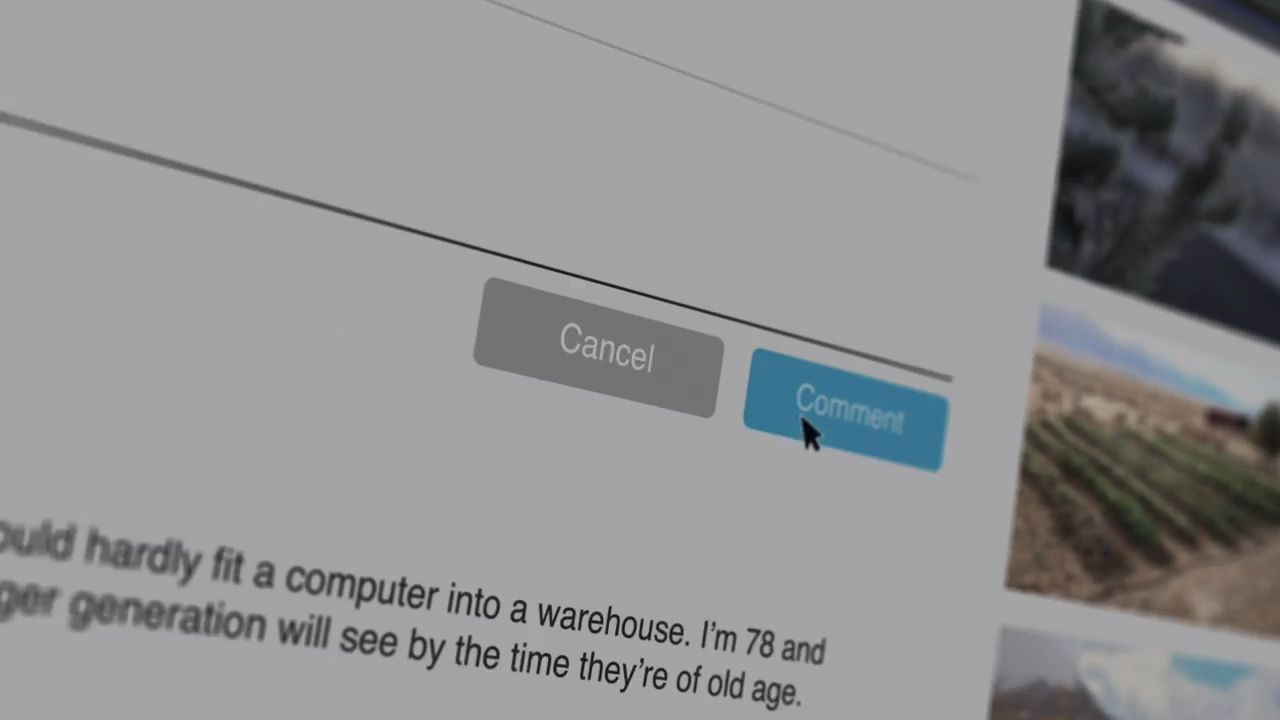 Cancel
Comment
ould hardly fit a computer into a warehouse. I'm 78 and
ger generation will see by the time they're of old age.